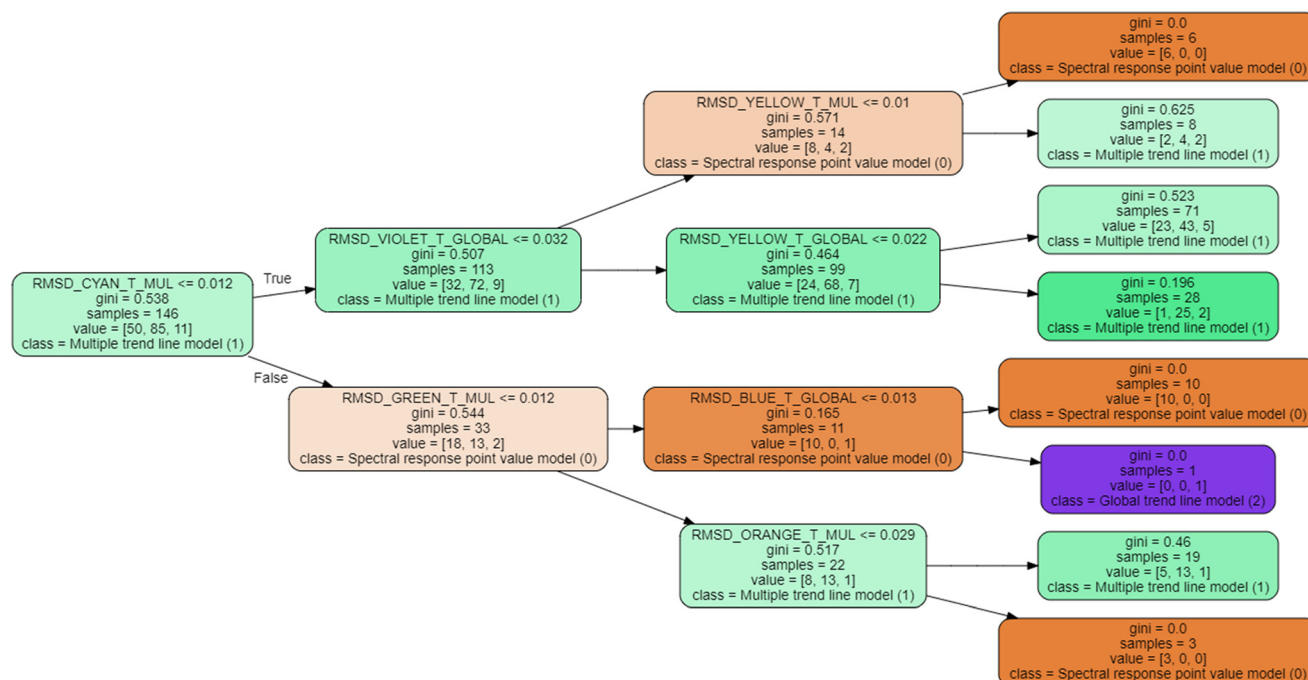 RMSD_CYAN_T_MUL <= 0.012
gini = 0.538
samples = 146
value = [50, 85, 11]
class = Multiple trend line model (1)
True
False
RMSD_VIOLET_T_GLOBAL <= 0.032
gini = 0.507
samples = 113
value = [32, 72, 9]
class = Multiple trend line model (1)
RMSD_GREEN_T_MUL <= 0.012
gini = 0.544
samples = 33
value = [18, 13, 2]
class = Spectral response point value model (0)
RMSD_YELLOW_T_MUL <= 0.01
gini = 0.571
samples = 14
value = [8, 4, 2]
class = Spectral response point value model (0)
RMSD_YELLOW_T_GLOBAL <= 0.022
gini = 0.464
samples = 99
value = [24, 68, 7]
class = Multiple trend line model (1)
RMSD_BLUE_T_GLOBAL <= 0.013
gini = 0.165
samples = 11
value = [10, 0, 1]
class = Spectral response point value model (0)
RMSD_ORANGE_T_MUL <= 0.029
gini = 0.517
samples = 22
value = [8, 13, 1]
class = Multiple trend line model (1)
gini = 0.0
samples = 6
value = [6, 0, 0]
class = Spectral response point value model (0)
gini = 0.625
samples = 8
value = [2, 4, 2]
class = Multiple trend line model (1)
gini = 0.523
samples = 71
value = [23, 43, 5]
class = Multiple trend line model (1)
gini = 0.196
samples = 28
value = [1, 25, 2]
class = Multiple trend line model (1)
gini = 0.0
samples = 10
value = [10, 0, 0]
class = Spectral response point value model (0)
gini = 0.0
samples = 1
value = [0, 0, 1]
class = Global trend line model (2)
gini = 0.46
samples = 19
value = [5, 13, 1]
class = Multiple trend line model (1)
gini = 0.0
samples = 3
value = [3, 0, 0]
class = Spectral response point value model (0)